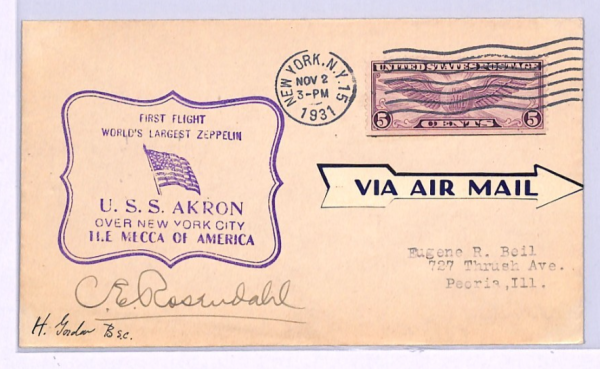 FIRST FLIGHT
WORLD'S LARGEST ZEPPELIN
U. S. S. AKRON
OVER NEW YORK CITY
THE MECCA OF AMERICA
NEW YORK, N.Y. 15
NOV 2
3-PM
1931
UNITED STATES POSTAGE
5 CENTS 5
VIA AIR MAIL
Eugene R. Beil
727 Thrush Ave.
Peoria, Ill.
C.E. Rosendahl
H. Gordon B.Sc.